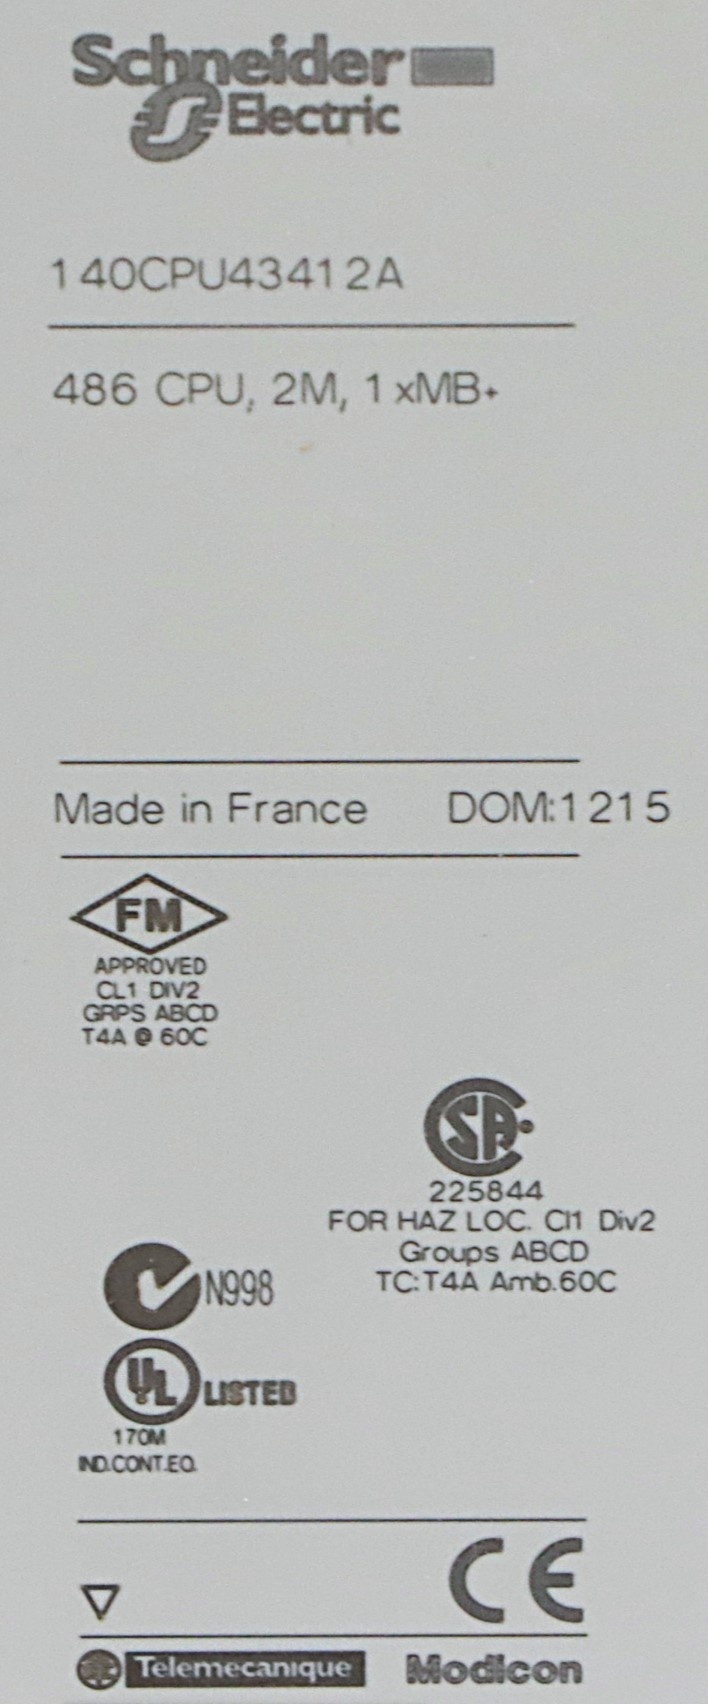 Schneider
Electric
140CPU43412A
486 CPU, 2M, 1xMB+
Made in France DOM:1215
FM
APPROVED
CL1 DIV2
GRPS ABCD
T4A @ 60C
SA
225844
FOR HAZ LOC. Cl1 Div2
Groups ABCD
TC:T4A Amb.60C
N998
UL LISTED
170M
IND.CONT.EQ.
CE
Telemecanique Modicon